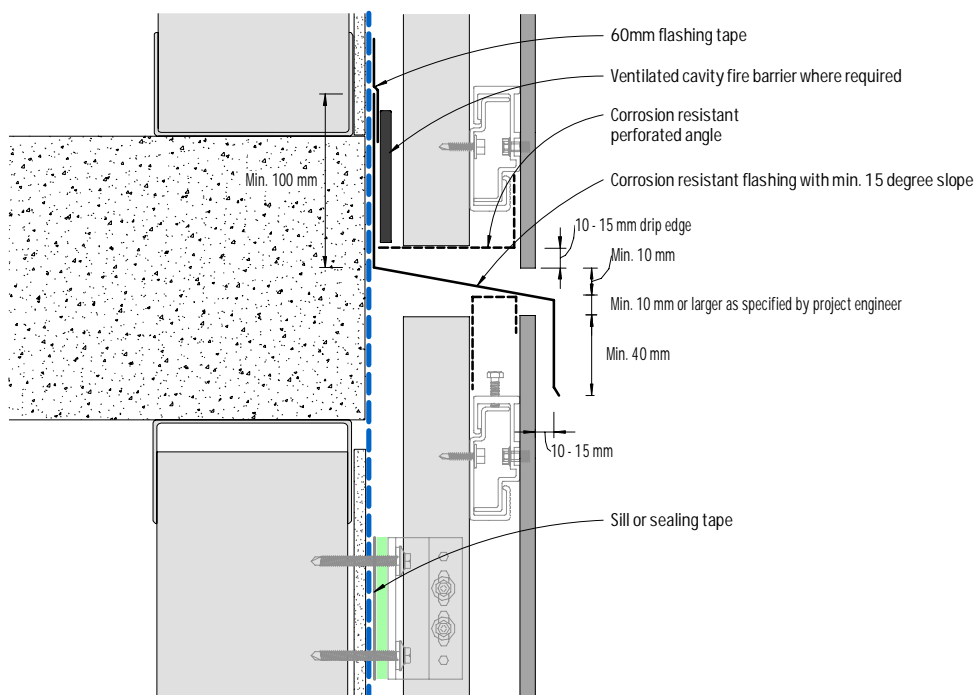 60mm flashing tape
Ventilated cavity fire barrier where required
Corrosion resistant
perforated angle
Min. 100 mm
Corrosion resistant flashing with min. 15 degree slope
10 - 15 mm drip edge
Min. 10 mm
Min. 10 mm or larger as specified by project engineer
Min. 40 mm
10 - 15 mm
Sill or sealing tape